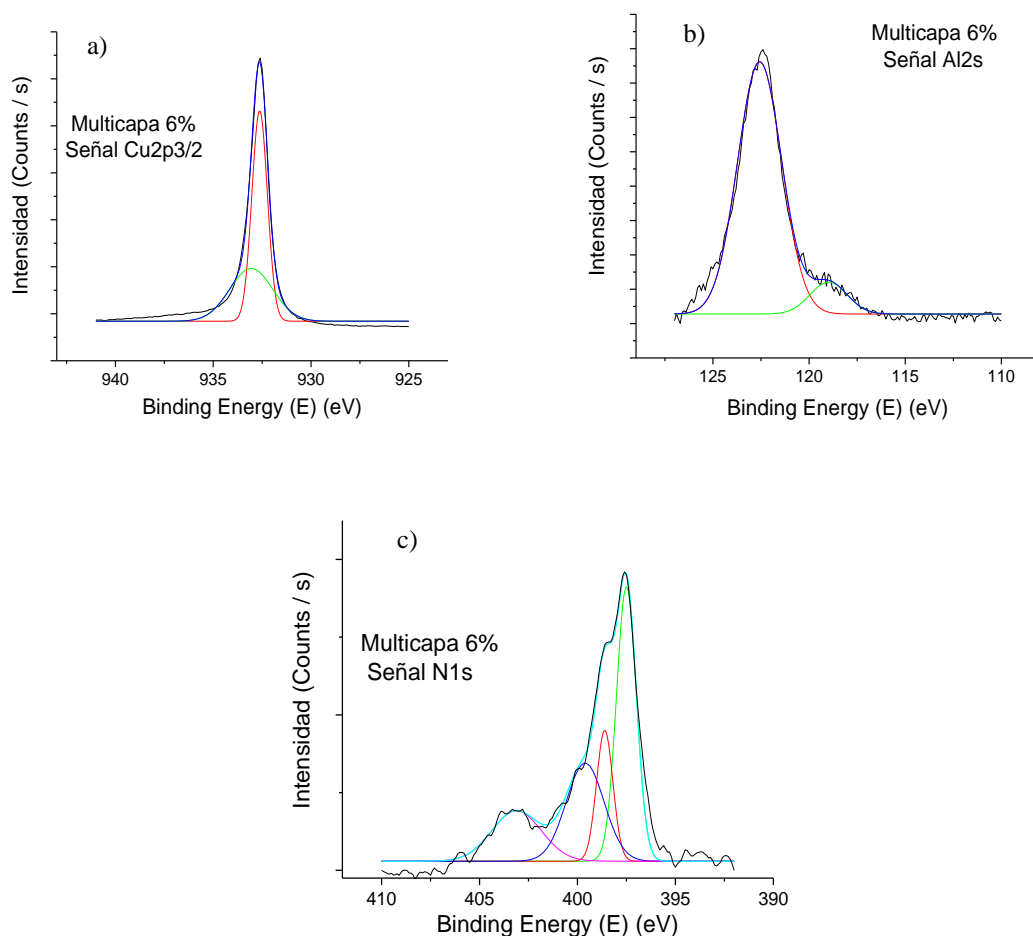 a)
Multicapa 6%
Señal Cu2p3/2
Intensidad (Counts / s)
940 935 930 925
Binding Energy (E) (eV)
b)
Multicapa 6%
Señal Al2s
Intensidad (Counts / s)
125 120 115 110
Binding Energy (E) (eV)
c)
Multicapa 6%
Señal N1s
Intensidad (Counts / s)
410 405 400 395 390
Binding Energy (E) (eV)